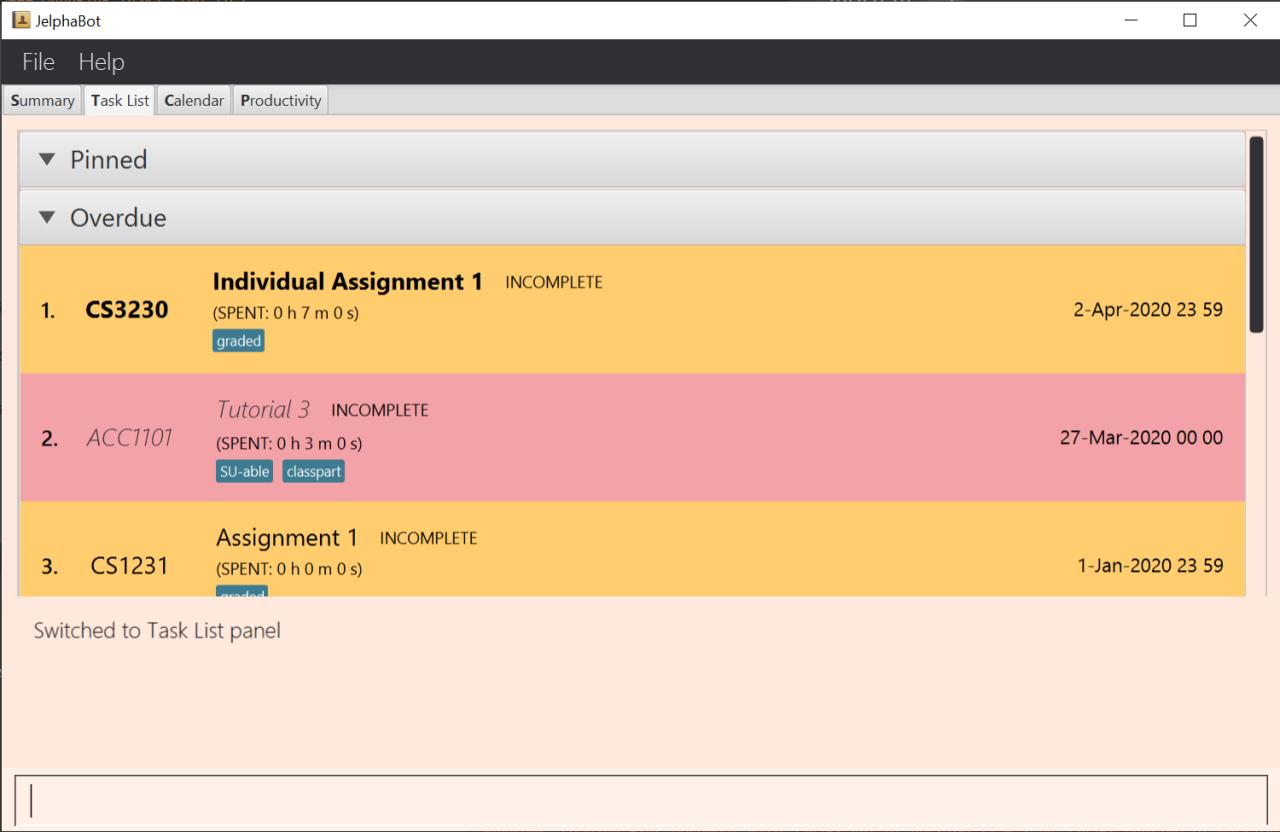 JelphaBot
File Help
Summary Task List Calendar Productivity
Pinned
Overdue
Individual Assignment 1 INCOMPLETE
1. CS3230 (SPENT: 0 h 7 m 0 s) 2-Apr-2020 23 59
graded
Tutorial 3 INCOMPLETE
2. ACC1101 (SPENT: 0 h 3 m 0 s) 27-Mar-2020 00 00
SU-able classpart
Assignment 1 INCOMPLETE
3. CS1231 (SPENT: 0 h 0 m 0 s) 1-Jan-2020 23 59
graded
Switched to Task List panel